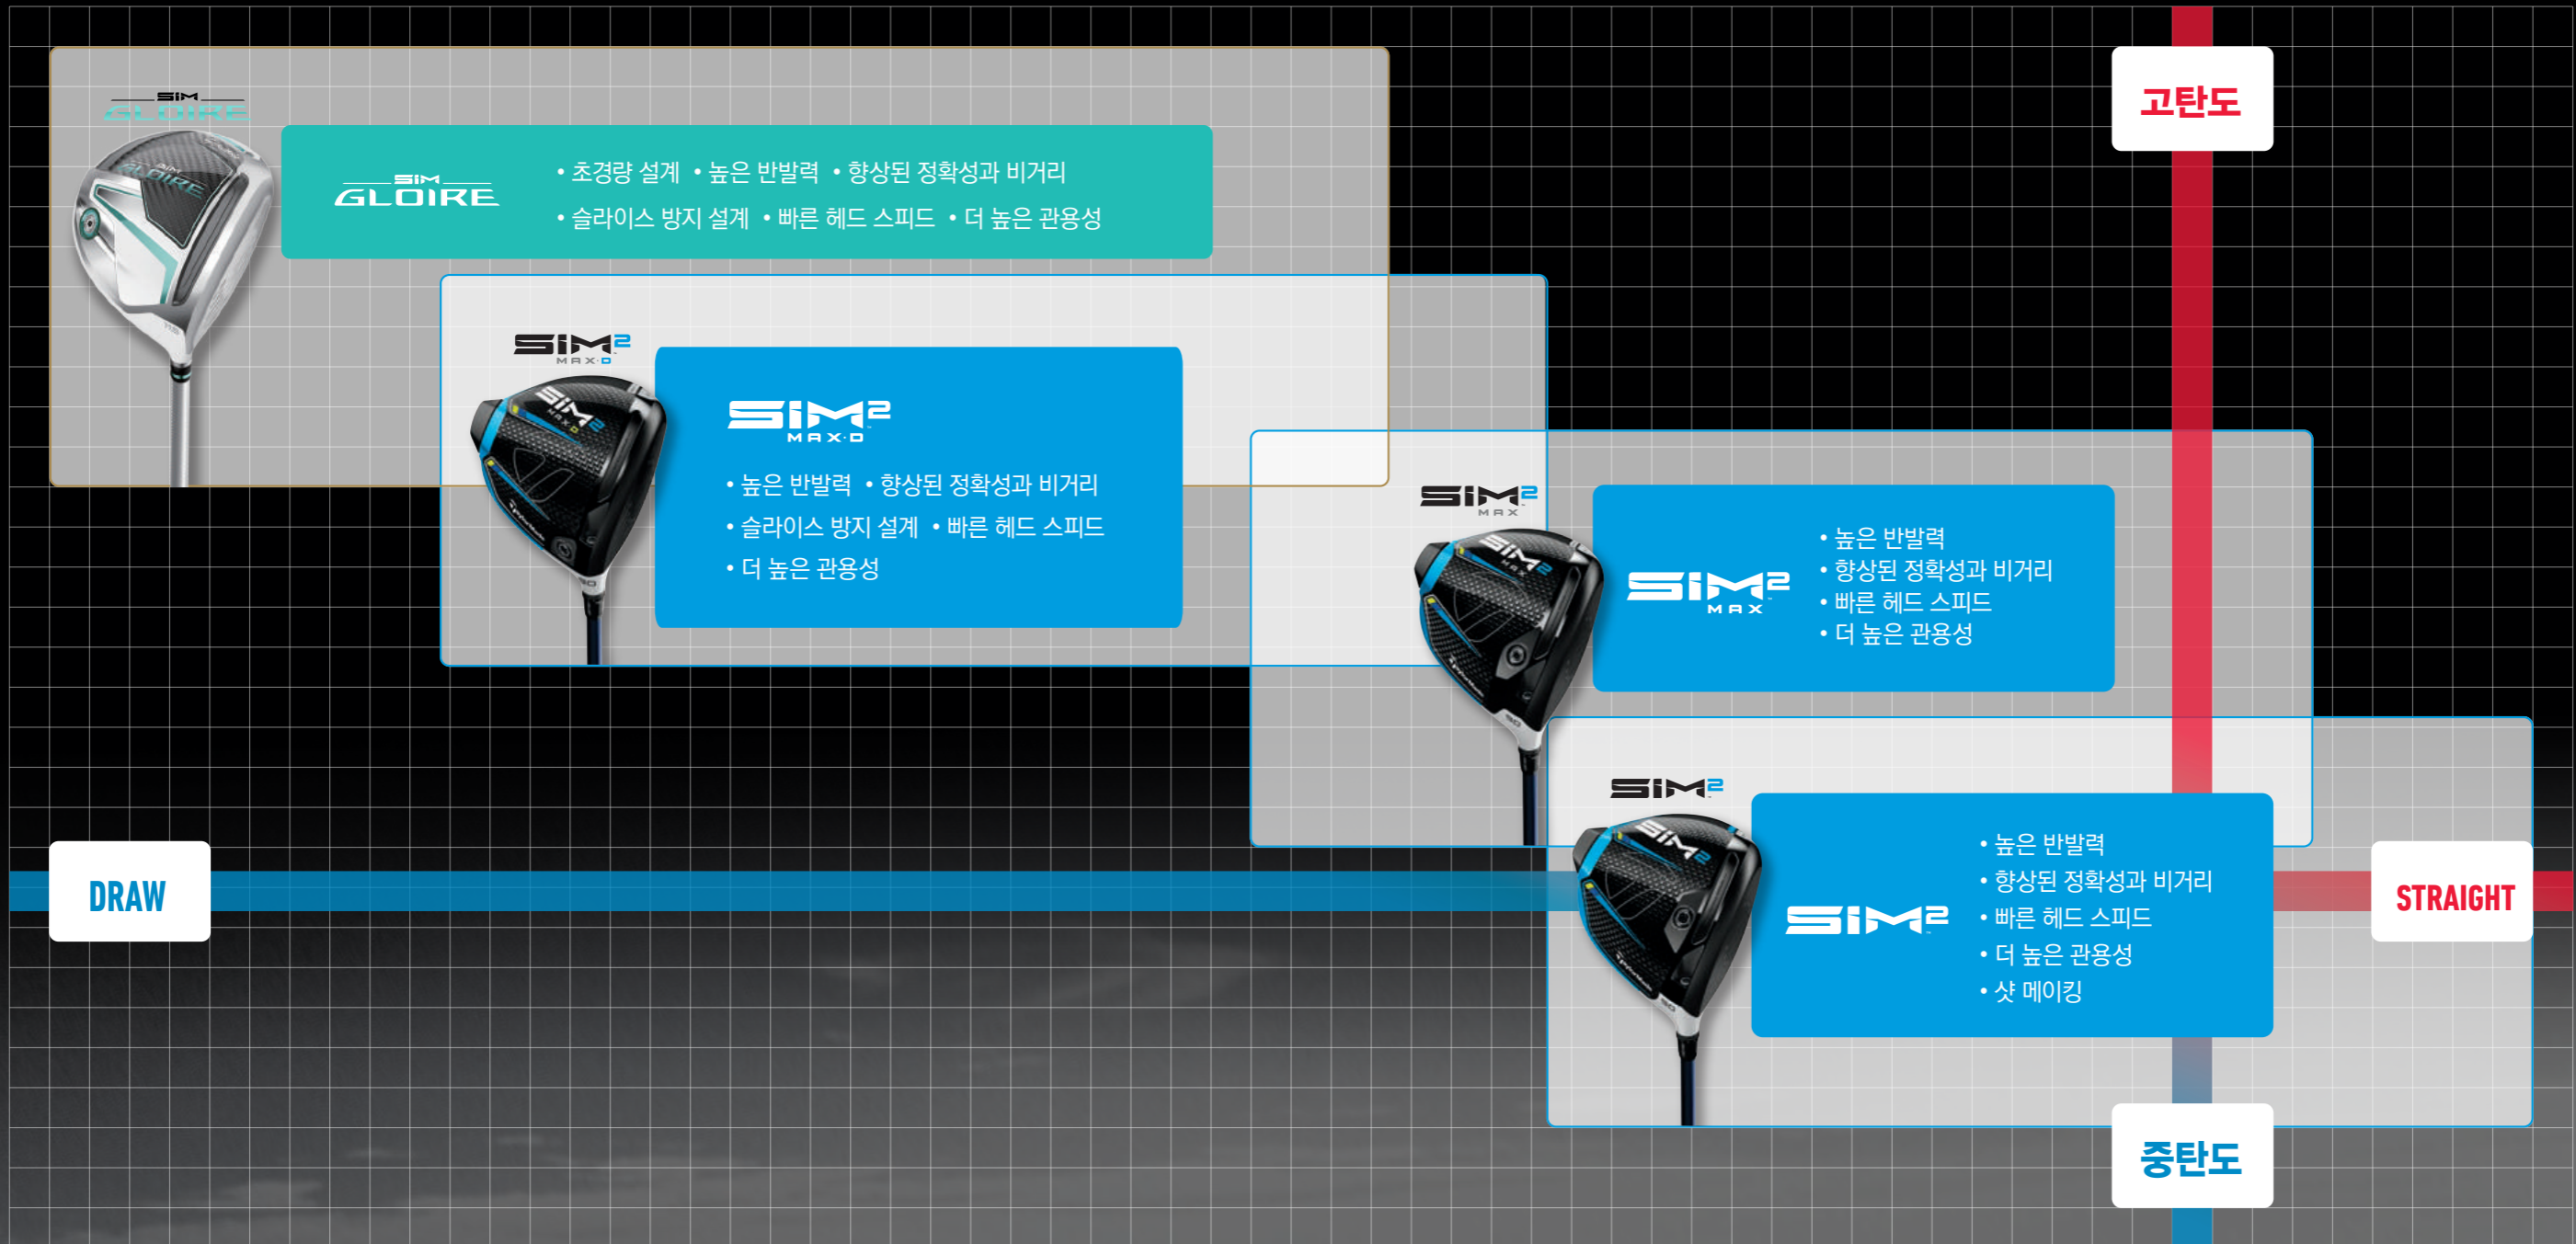 고탄도
SIM
GLOIRE
SIM
GLOIRE
• 초경량 설계 • 높은 반발력 • 향상된 정확성과 비거리
• 슬라이스 방지 설계 • 빠른 헤드 스피드 • 더 높은 관용성
SIM2
MAX·D
SIM2
MAX·D
SIM2
MAX·D
• 높은 반발력 • 향상된 정확성과 비거리
• 슬라이스 방지 설계 • 빠른 헤드 스피드
• 더 높은 관용성
SIM2
MAX
SIM2
MAX
SIM2
MAX
• 높은 반발력
• 향상된 정확성과 비거리
• 빠른 헤드 스피드
• 더 높은 관용성
SIM2
SIM2
SIM2
• 높은 반발력
• 향상된 정확성과 비거리
• 빠른 헤드 스피드
• 더 높은 관용성
• 샷 메이킹
DRAW
STRAIGHT
중탄도